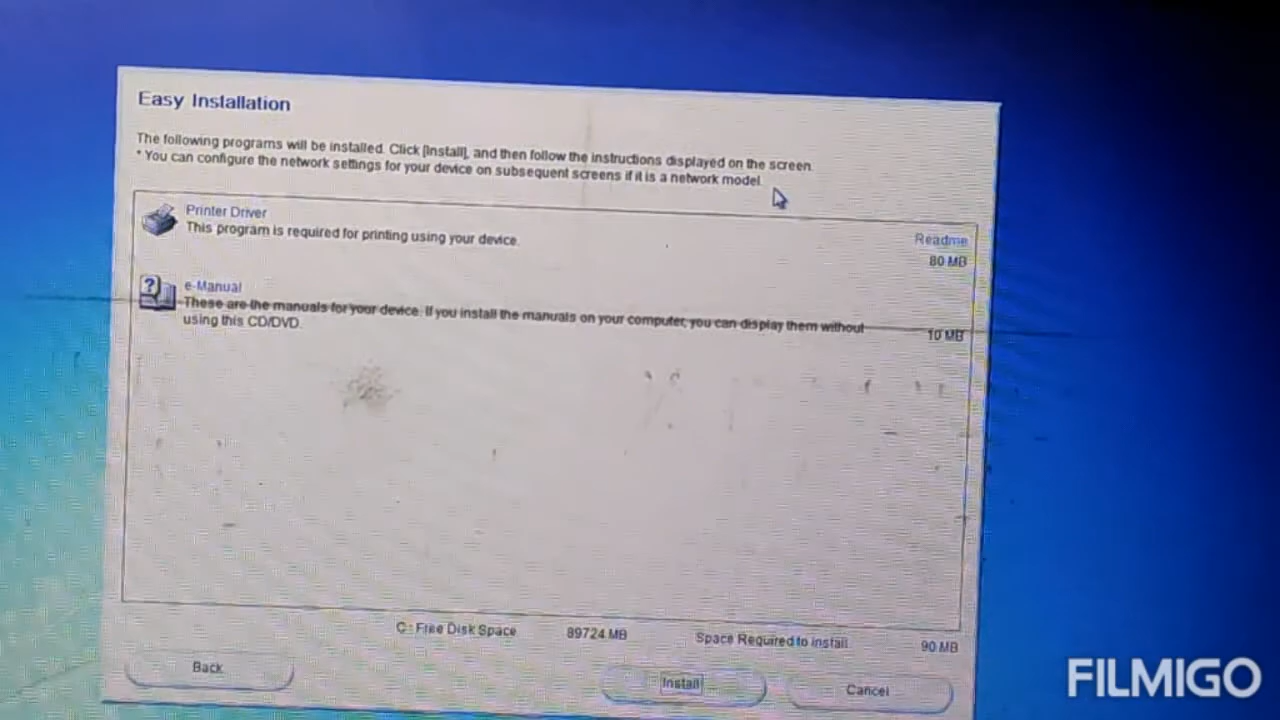 Easy Installation
The following programs will be installed. Click [Install], and then follow the instructions displayed on the screen.
* You can configure the network settings for your device on subsequent screens if it is a network model.
Printer Driver
This program is required for printing using your device.
Readme
80 MB
e-Manual
These are the manuals for your device. If you install the manuals on your computer, you can display them without
using this CD/DVD.
10 MB
C: Free Disk Space 89724 MB Space Required to install 90 MB
Back Install Cancel
FILMIGO